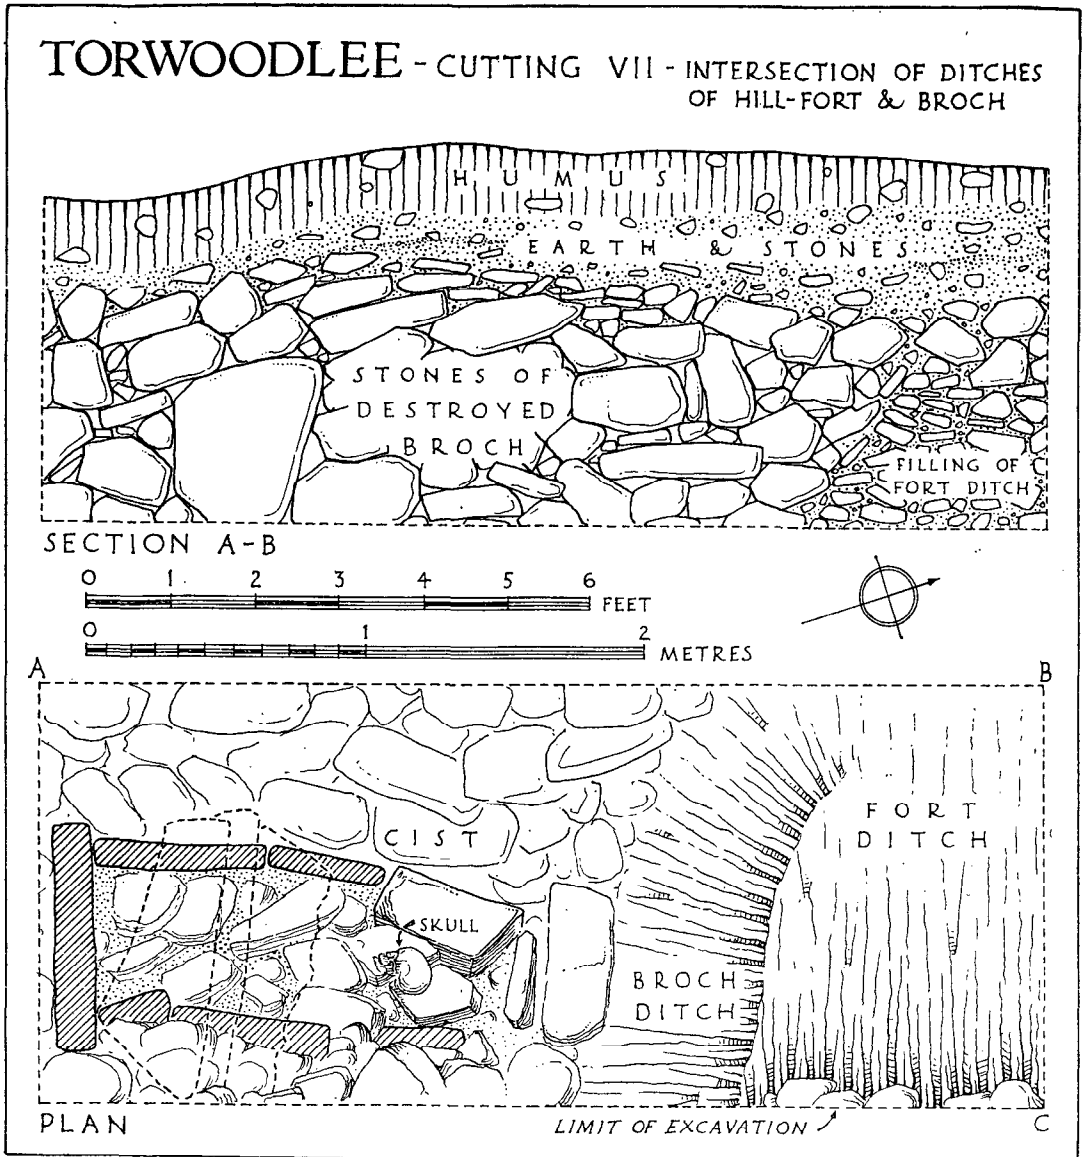 TORWOODLEE - CUTTING VII - INTERSECTION OF DITCHES
OF HILL-FORT & BROCH
HUMUS
EARTH & STONES
STONES OF
DESTROYED
BROCH
FILLING OF
FORT DITCH
SECTION A-B
0 1 2 3 4 5 6 FEET
0 1 2 METRES
A B
FORT
DITCH
CIST
SKULL
BROCH
DITCH
PLAN
LIMIT OF EXCAVATION
C